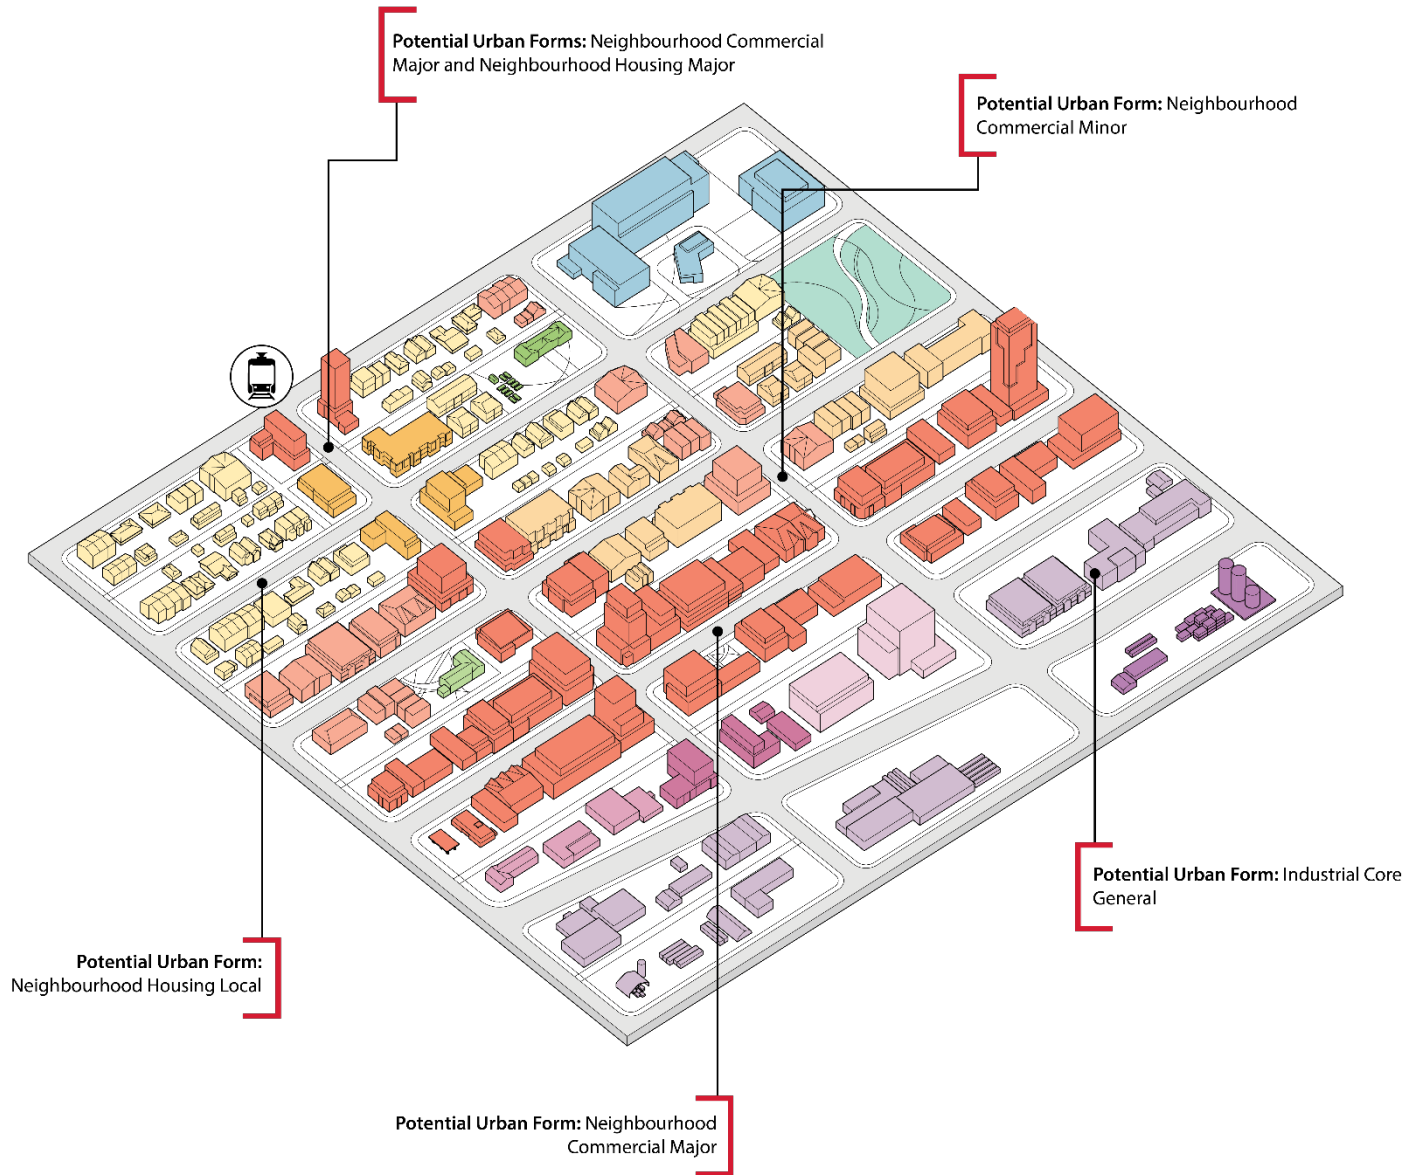 Potential Urban Forms: Neighbourhood Commercial
Major and Neighbourhood Housing Major
Potential Urban Form: Neighbourhood
Commercial Minor
Potential Urban Form: Industrial Core
General
Potential Urban Form:
Neighbourhood Housing Local
Potential Urban Form: Neighbourhood
Commercial Major